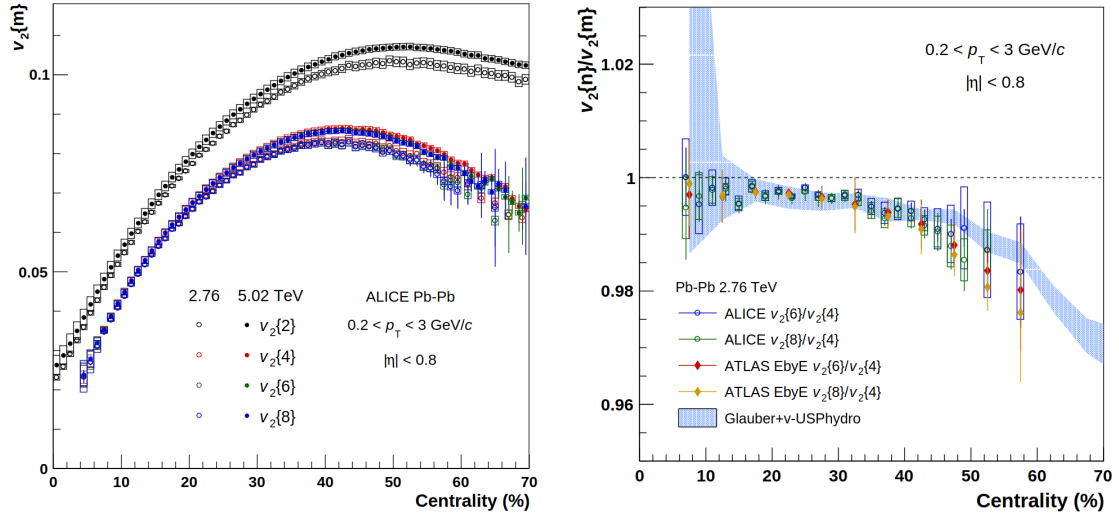 v₂{m}
0.1
0.05
0
0 10 20 30 40 50 60 70
Centrality (%)
2.76 5.02 TeV
v₂{2}
v₂{4}
v₂{6}
v₂{8}
ALICE Pb-Pb
0.2 < p_T < 3 GeV/c
|η| < 0.8
v₂{n}/v₂{m}
1.02
1
0.98
0.96
0 10 20 30 40 50 60 70
Centrality (%)
0.2 < p_T < 3 GeV/c
|η| < 0.8
Pb-Pb 2.76 TeV
ALICE v₂{6}/v₂{4}
ALICE v₂{8}/v₂{4}
ATLAS EbyE v₂{6}/v₂{4}
ATLAS EbyE v₂{8}/v₂{4}
Glauber+v-USPhydro